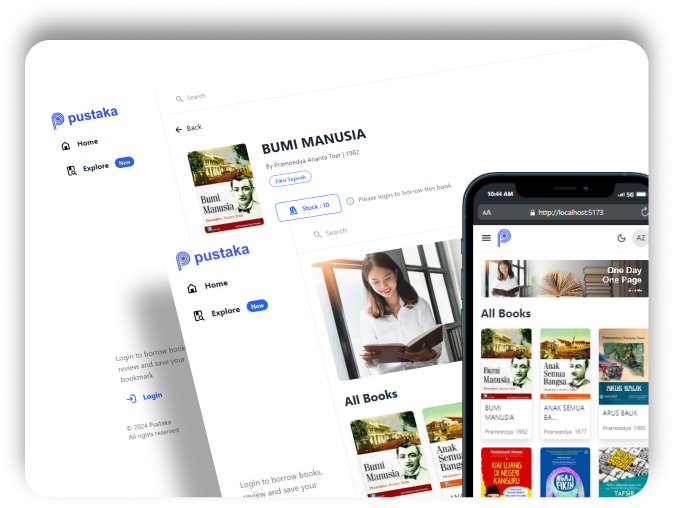 pustaka
Home
Explore New
Login to borrow book
review and save your
bookmark
Login
© 2024 Pustaka
All rights reserved
Search
Back
BUMI MANUSIA
By Pramoedya Ananta Toer | 1982
Fiksi Sejarah
Stock : 10
Please login to borrow this book
Bumi
Manusia
pustaka
Home
Explore New
Login to borrow books,
review and save your
Search
All Books
Bumi
Manusia
Anak
Semua
Bangsa
10:44 AM
5G
AA
http://localhost:5173
AZ
One Day
One Page
All Books
Bumi
Manusia
BUMI
MANUSIA
Pramoedya 1982
Anak
Semua
Bangsa
ANAK SEMUA
BA...
Pramoedya 1977
ARUS BALIK
ARUS BALIK
Pramoedya 1995
KIAI UJANG
DI NEGERI
KANGURU
NGAJI
FIKIH
TAFSIR